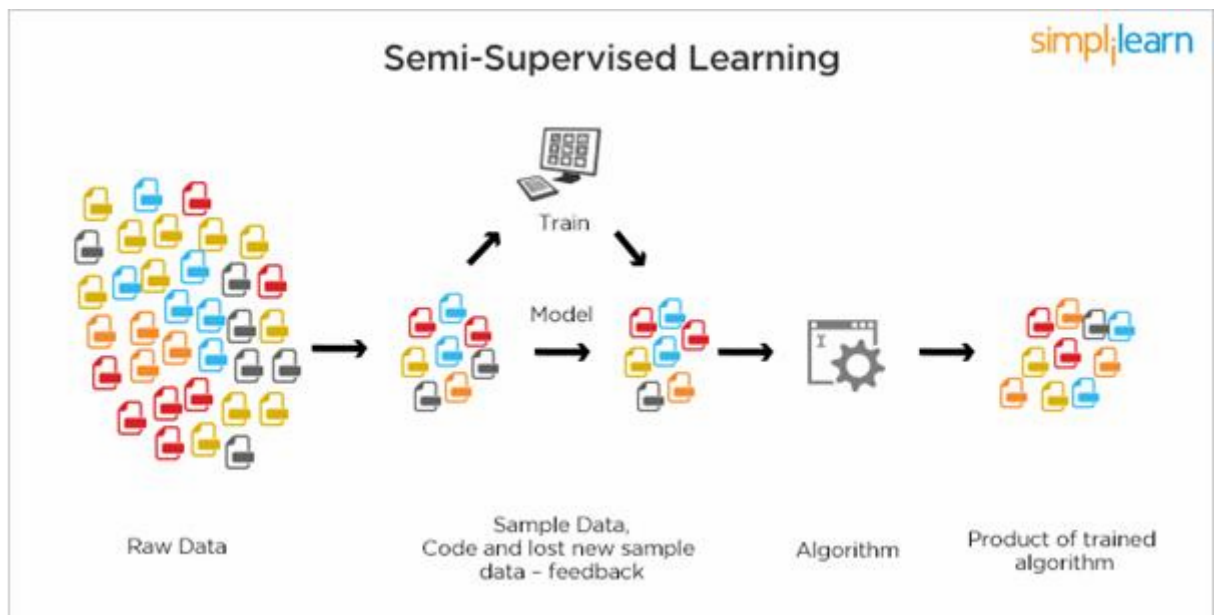 simplilearn
Semi-Supervised Learning
Train
Model
Raw Data
Sample Data,
Code and lost new sample
data – feedback
Algorithm
Product of trained
algorithm